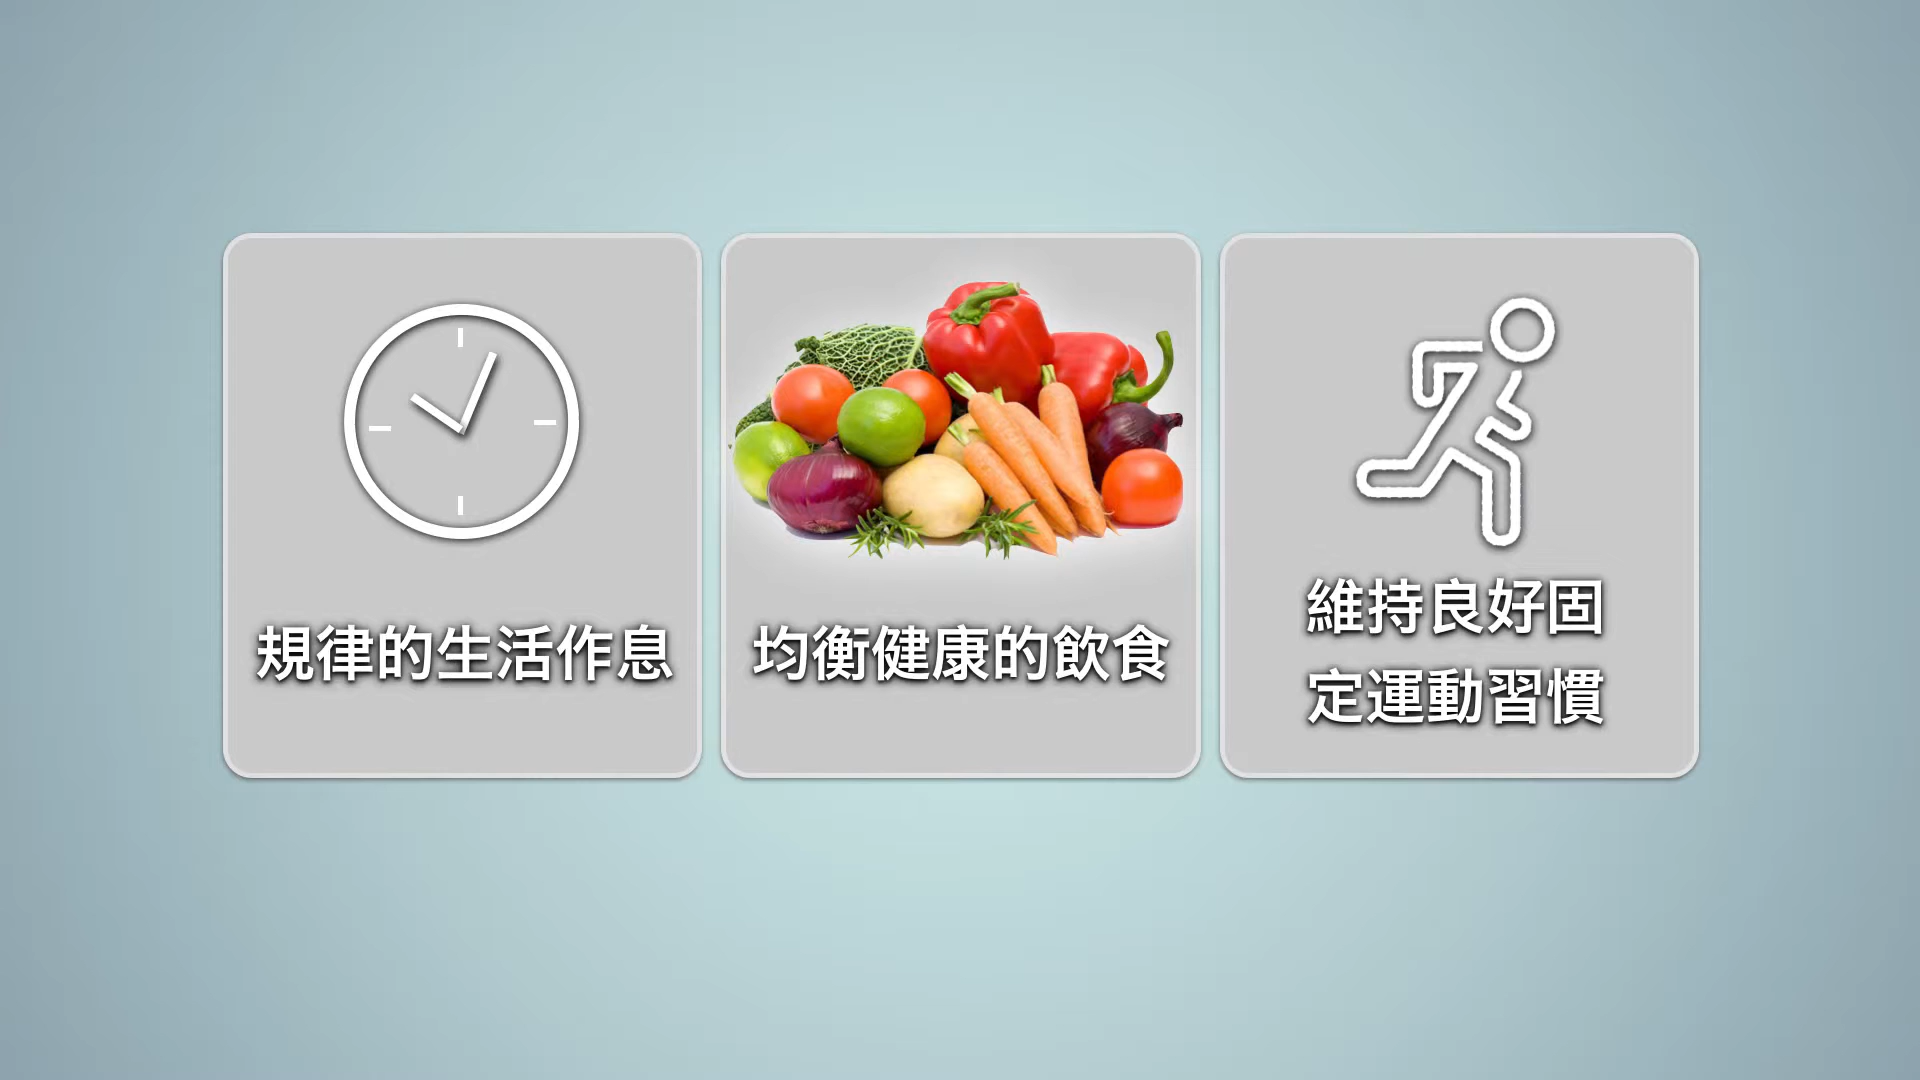 規律的生活作息
均衡健康的飲食
維持良好固
定運動習慣